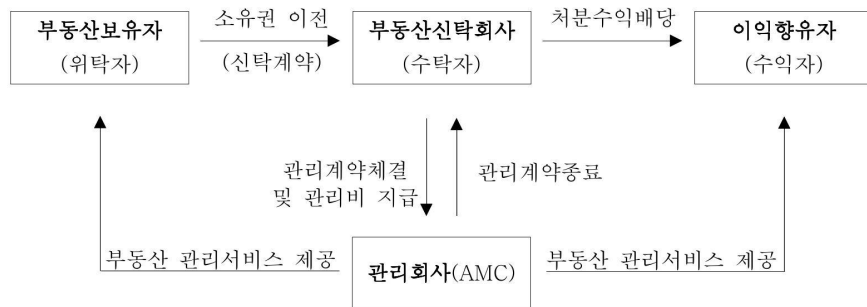 부동산보유자
(위탁자)
소유권 이전
(신탁계약)
부동산신탁회사
(수탁자)
처분수익배당
이익향유자
(수익자)
관리계약체결
및 관리비 지급
관리계약종료
부동산 관리서비스 제공
관리회사(AMC)
부동산 관리서비스 제공